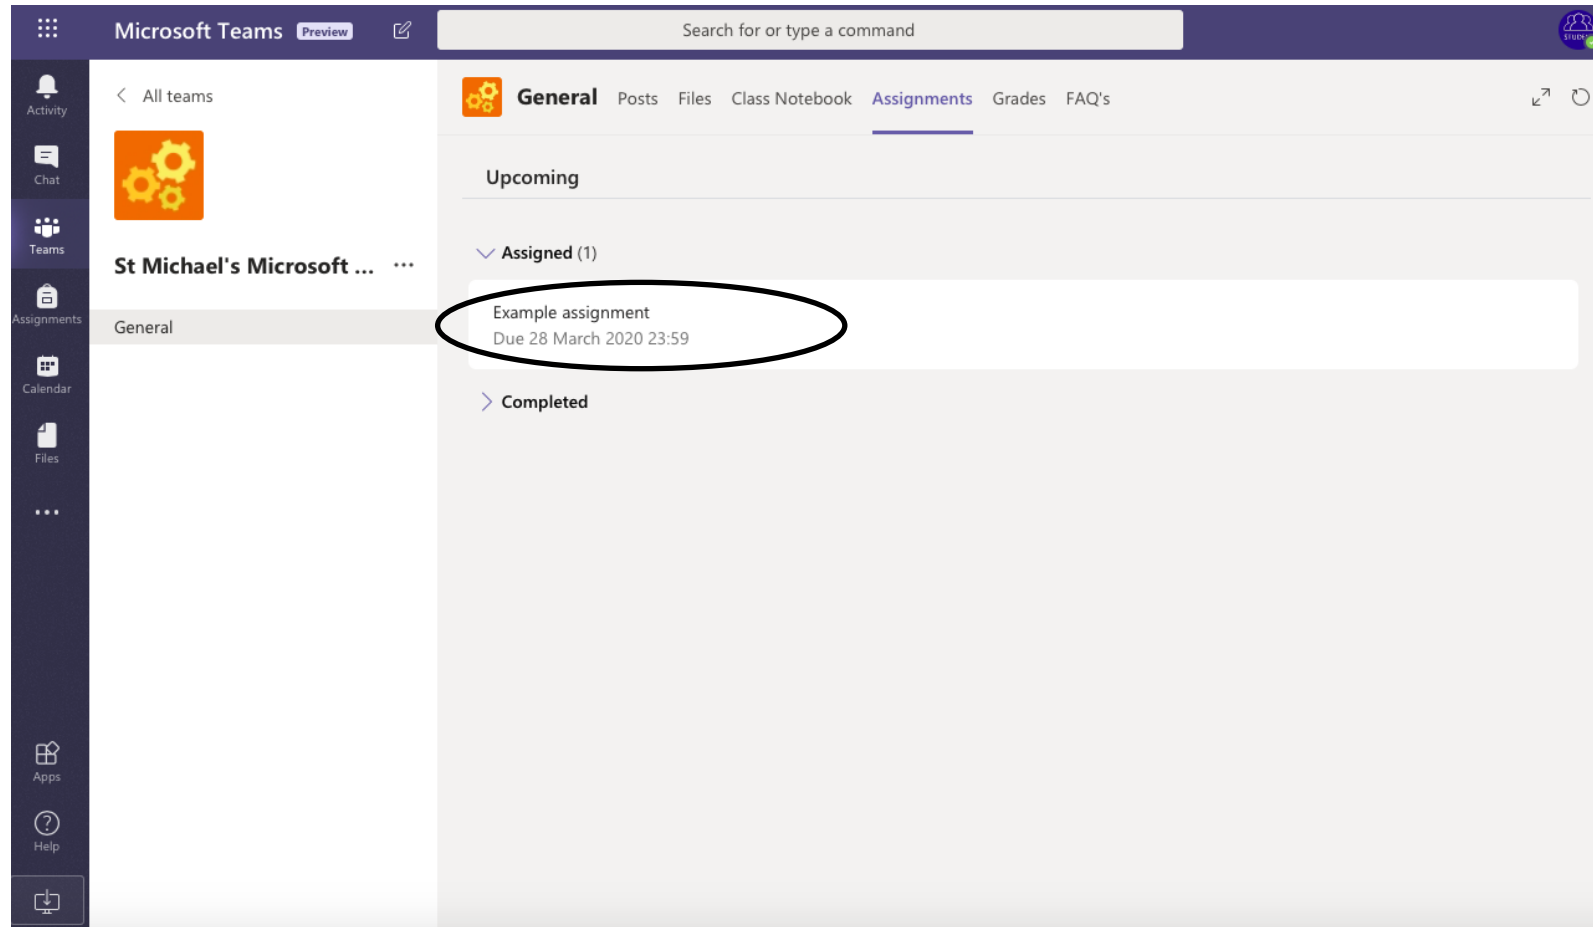 Microsoft Teams Preview
Search for or type a command
Activity
Chat
Teams
Assignments
Calendar
Files
Apps
Help
All teams
St Michael's Microsoft ...
General
General Posts Files Class Notebook Assignments Grades FAQ's
Upcoming
Assigned (1)
Example assignment
Due 28 March 2020 23:59
Completed